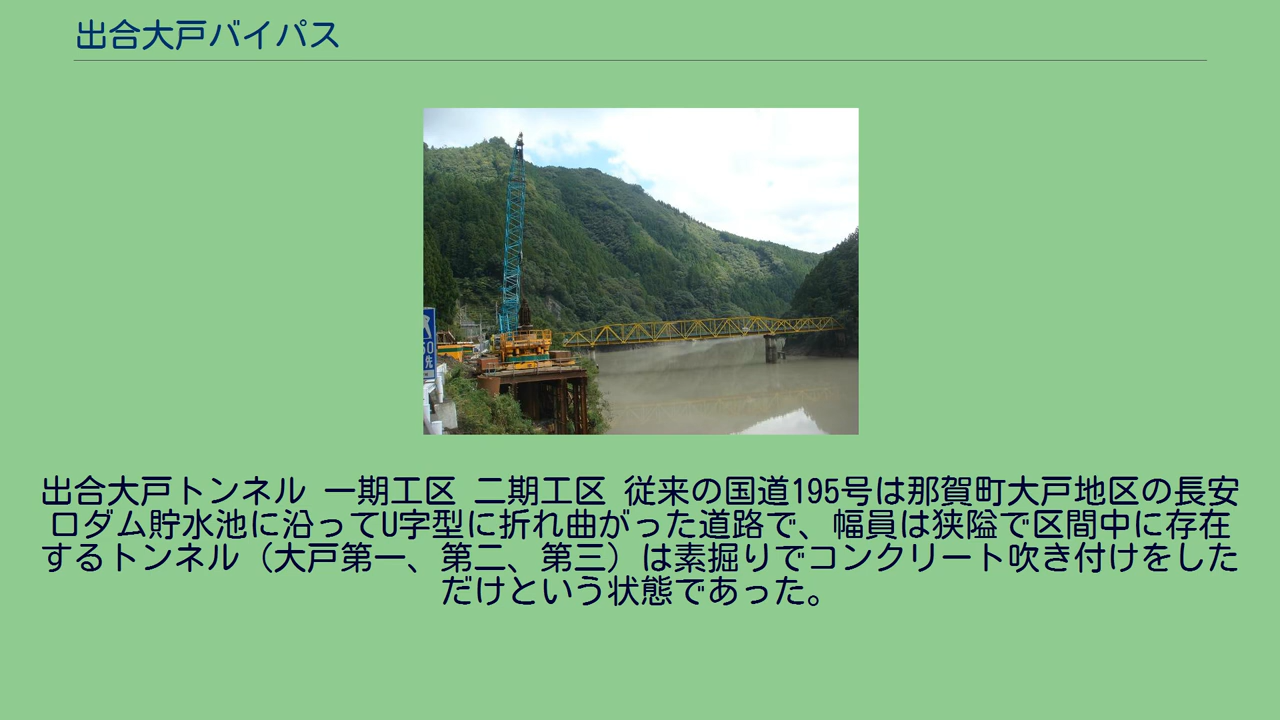 出合大戸バイパス
50
先
出合大戸トンネル 一期工区 二期工区 従来の国道195号は那賀町大戸地区の長安
口ダム貯水池に沿ってU字型に折れ曲がった道路で、幅員は狭隘で区間中に存在
するトンネル（大戸第一、第二、第三）は素掘りでコンクリート吹き付けをした
だけという状態であった。